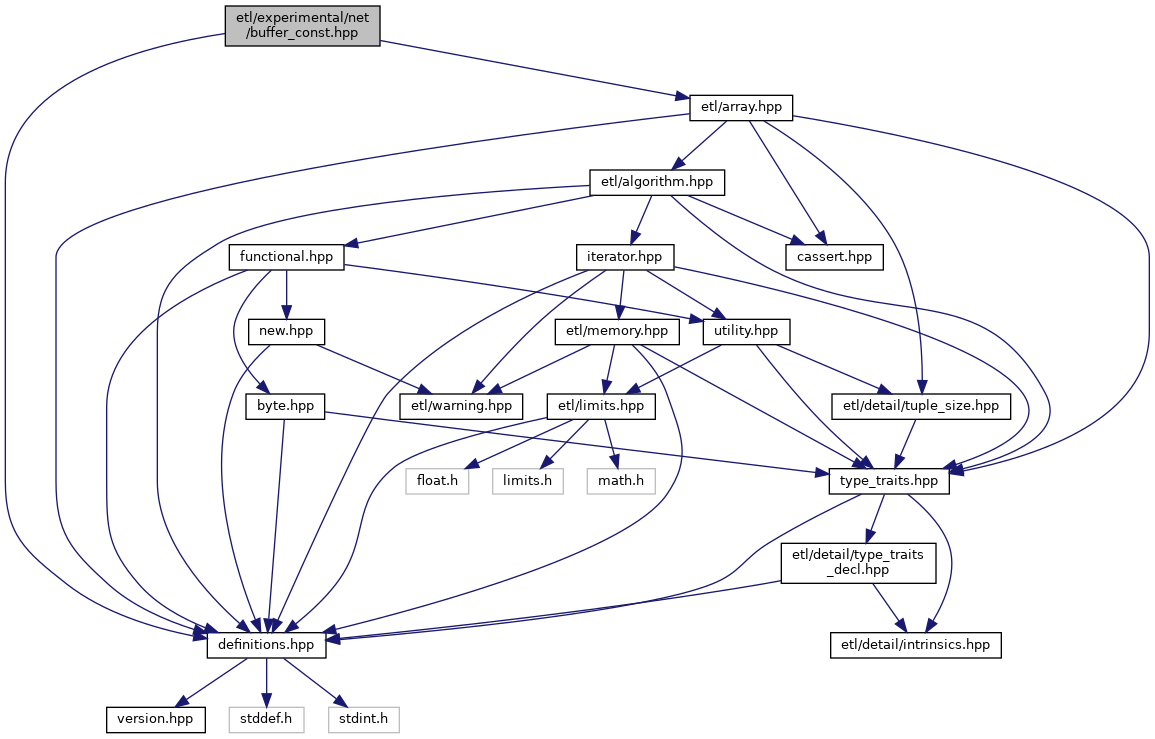 etl/experimental/net
/buffer_const.hpp
etl/array.hpp
etl/algorithm.hpp
functional.hpp
iterator.hpp
cassert.hpp
new.hpp
etl/memory.hpp
utility.hpp
byte.hpp
etl/warning.hpp
etl/limits.hpp
etl/detail/tuple_size.hpp
float.h
limits.h
math.h
type_traits.hpp
etl/detail/type_traits
_decl.hpp
definitions.hpp
etl/detail/intrinsics.hpp
version.hpp
stddef.h
stdint.h